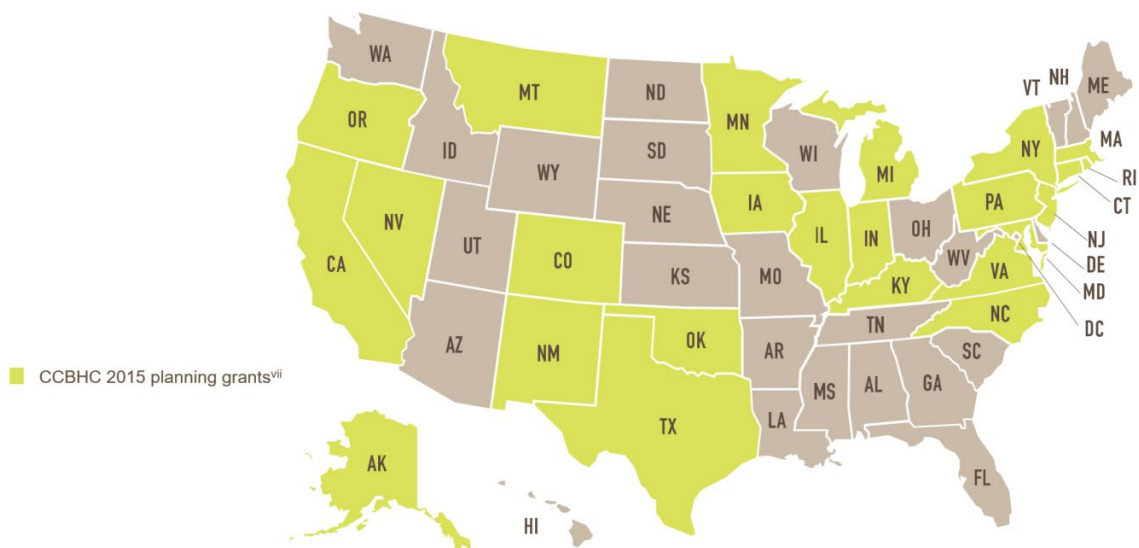 WA
MT
ND
MN
VT
NH
ME
OR
ID
WY
SD
WI
MI
NY
MA
RI
CT
NV
UT
CO
NE
IA
IL
IN
OH
PA
NJ
DE
MD
DC
CA
KS
MO
KY
WV
VA
AZ
NM
OK
AR
TN
NC
SC
TX
LA
MS
AL
GA
FL
CCBHC 2015 planning grantsvii
AK
HI